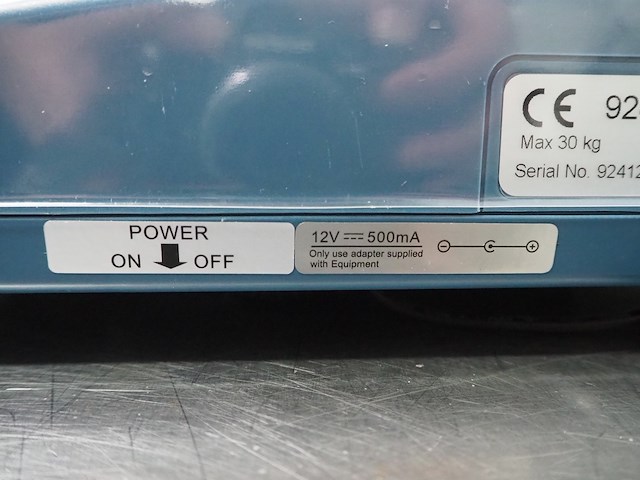 CE 92
Max 30 kg
Serial No. 92412
POWER
ON OFF
12V 500mA
Only use adapter supplied
with Equipment